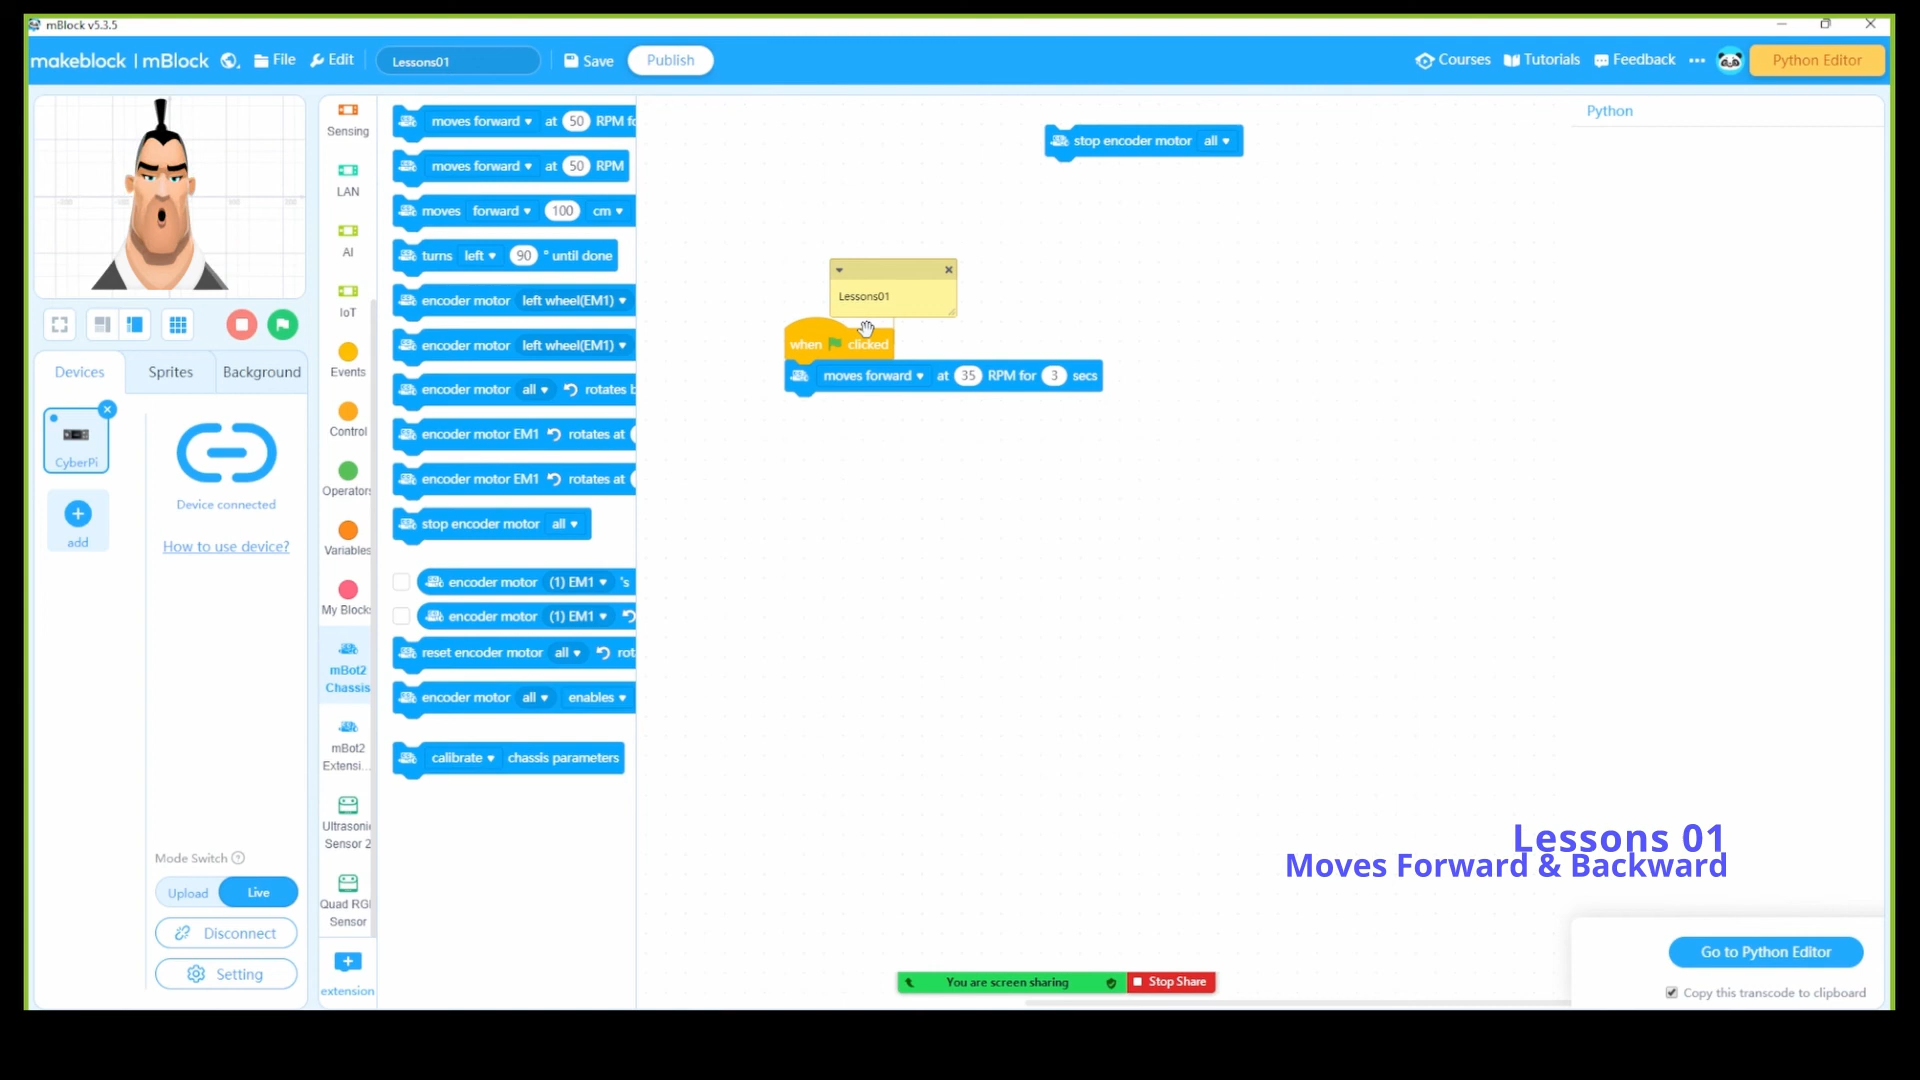 mBlock v5.3.5
makeblock | mBlock File Edit Lessons01 Save Publish Courses Tutorials Feedback ••• Python Editor
Devices Sprites Background
CyberPi
add
Device connected
How to use device?
Mode Switch ?
Upload Live
Disconnect
Setting
Sensing
LAN
AI
IoT
Events
Control
Operators
Variables
My Blocks
mBot2
Chassis
mBot2
Extensi...
Ultrasonic
Sensor 2
Quad RGB
Sensor
extension
moves forward at 50 RPM fo
moves forward at 50 RPM
moves forward 100 cm
turns left 90 ° until done
encoder motor left wheel(EM1)
encoder motor left wheel(EM1)
encoder motor all rotates b
encoder motor EM1 rotates at
encoder motor EM1 rotates at
stop encoder motor all
encoder motor (1) EM1 's
encoder motor (1) EM1
reset encoder motor all rot
encoder motor all enables
calibrate chassis parameters
stop encoder motor all
Lessons01
when clicked
moves forward at 35 RPM for 3 secs
Python
Lessons 01
Moves Forward & Backward
Go to Python Editor
Copy this transcode to clipboard
You are screen sharing Stop Share